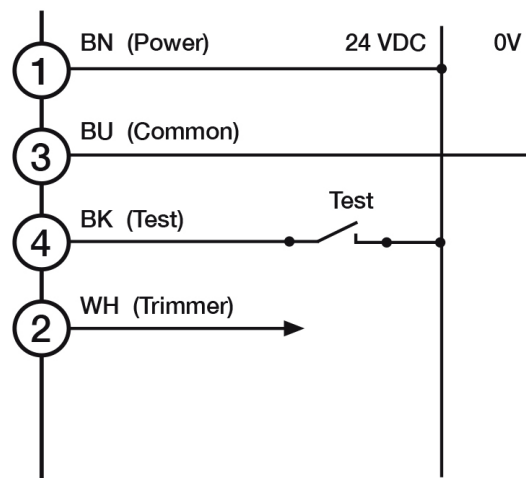 1 BN (Power) 24 VDC 0V
3 BU (Common)
4 BK (Test) Test
2 WH (Trimmer)